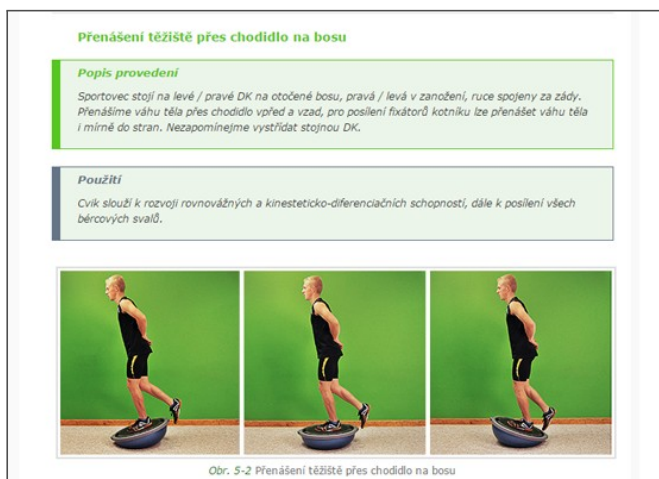 Přenášení těžiště přes chodidlo na bosu
Popis provedení
Sportovec stojí na levé / pravé DK na otočené bosu, pravá / levá v zanožení, ruce spojeny za zády.
Přenášíme váhu těla přes chodidlo vpřed a vzad, pro posílení fixátorů kotníku lze přenášet váhu těla
i mírně do stran. Nezapomínejme vystřídat stojnou DK.
Použití
Cvik slouží k rozvoji rovnovážných a kinesteticko-diferenciačních schopností, dále k posílení všech
bércových svalů.
Obr. 5-2 Přenášení těžiště přes chodidlo na bosu